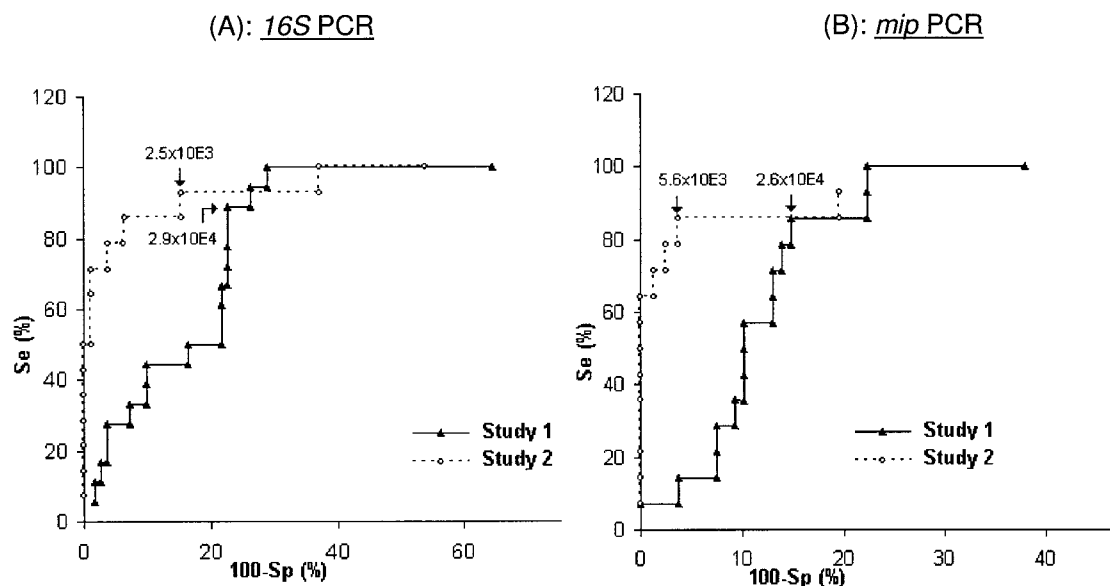 (A): 16S PCR
120
100
80
60
40
20
0
Se (%)
2.5x10E3
2.9x10E4
Study 1
Study 2
0 20 40 60
100-Sp (%)
(B): mip PCR
120
100
80
60
40
20
0
Se (%)
5.6x10E3
2.6x10E4
Study 1
Study 2
0 10 20 30 40
100-Sp (%)